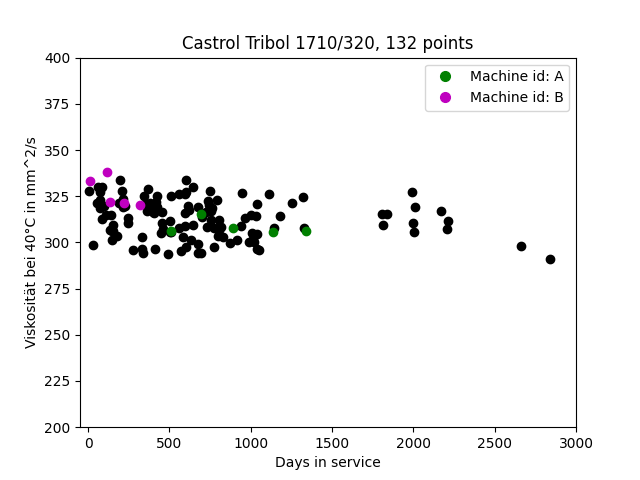 Castrol Tribol 1710/320, 132 points
Machine id: A
Machine id: B
Viskosität bei 40°C in mm^2/s
400
375
350
325
300
275
250
225
200
0 500 1000 1500 2000 2500 3000
Days in service